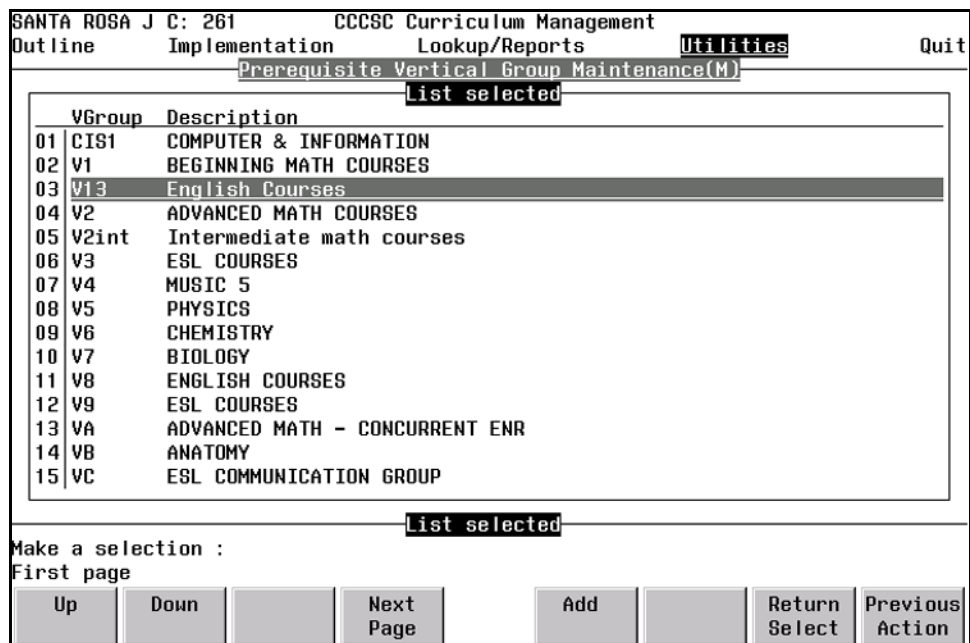 SANTA ROSA J C: 261 CCCSC Curriculum Management
Outline Implementation Lookup/Reports Utilities Quit
Prerequisite Vertical Group Maintenance(M)
List selected
VGroup Description
01 CIS1 COMPUTER & INFORMATION
02 V1 BEGINNING MATH COURSES
03 V13 English Courses
04 V2 ADVANCED MATH COURSES
05 V2int Intermediate math courses
06 V3 ESL COURSES
07 V4 MUSIC 5
08 V5 PHYSICS
09 V6 CHEMISTRY
10 V7 BIOLOGY
11 V8 ENGLISH COURSES
12 V9 ESL COURSES
13 VA ADVANCED MATH - CONCURRENT ENR
14 VB ANATOMY
15 VC ESL COMMUNICATION GROUP
List selected
Make a selection :
First page
Up Down Next Add Return Previous
Page Select Action